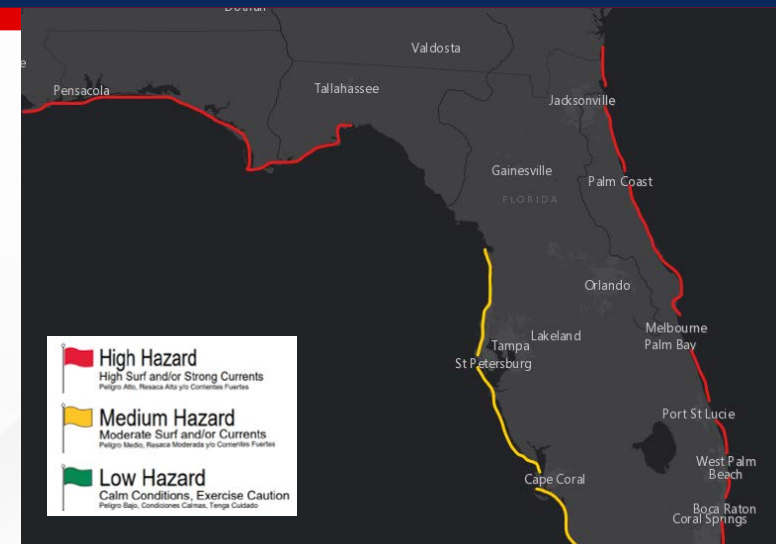 Valdosta
Pensacola
Tallahassee
Jacksonville
Gainesville
Palm Coast
FLORIDA
Orlando
Melbourne
Lakeland
Tampa
Palm Bay
St Petersburg
Port St Lucie
West Palm
Beach
Cape Coral
Boca Raton
Coral Springs
High Hazard
High Surf and/or Strong Currents
Peligro Alto, Resaca Alta y/o Corrientes Fuertes
Medium Hazard
Moderate Surf and/or Currents
Peligro Medio, Resaca Moderada y/o Corrientes Fuertes
Low Hazard
Calm Conditions, Exercise Caution
Peligro Bajo, Condiciones Calmas, Tenga Cuidado